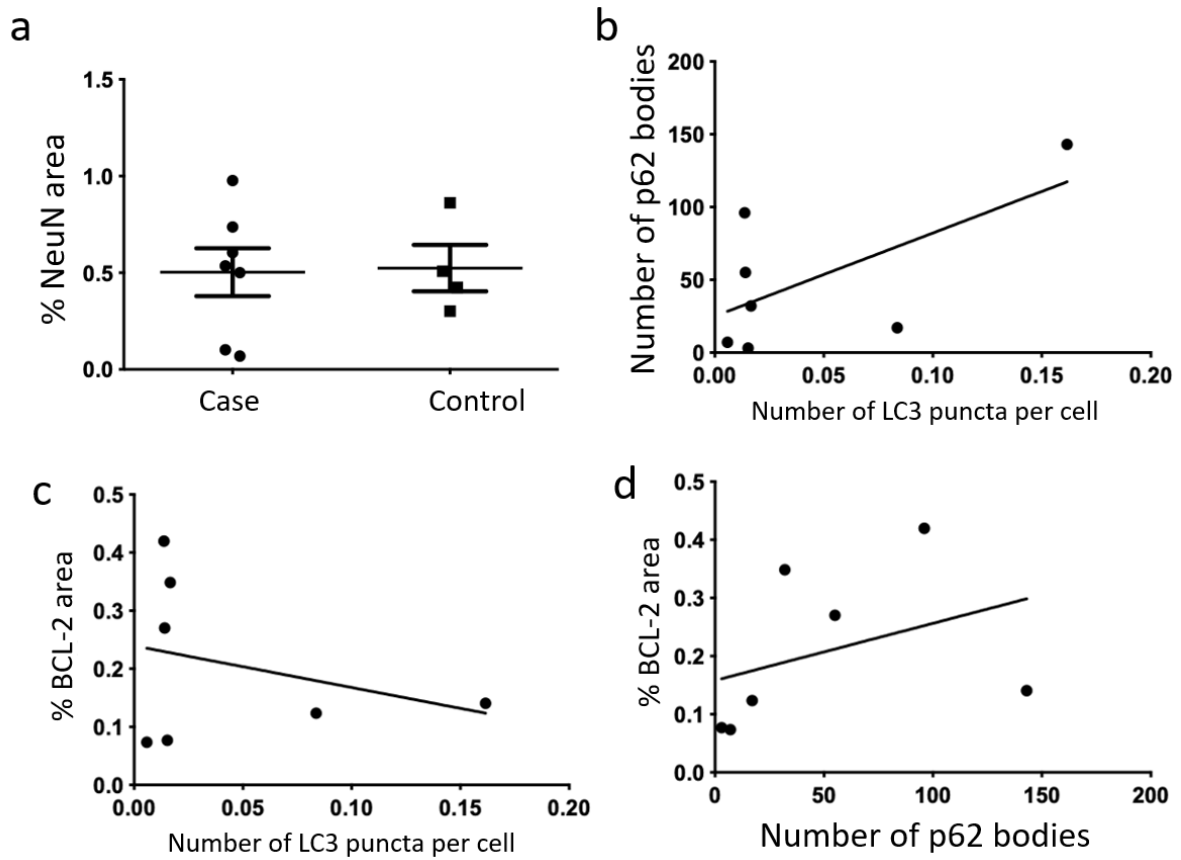 a
% NeuN area
1.5
1.0
0.5
0.0
Case Control
b
Number of p62 bodies
200
150
100
50
0
0.00 0.05 0.10 0.15 0.20
Number of LC3 puncta per cell
c
% BCL-2 area
0.5
0.4
0.3
0.2
0.1
0.0
0.00 0.05 0.10 0.15 0.20
Number of LC3 puncta per cell
d
% BCL-2 area
0.5
0.4
0.3
0.2
0.1
0.0
0 50 100 150 200
Number of p62 bodies